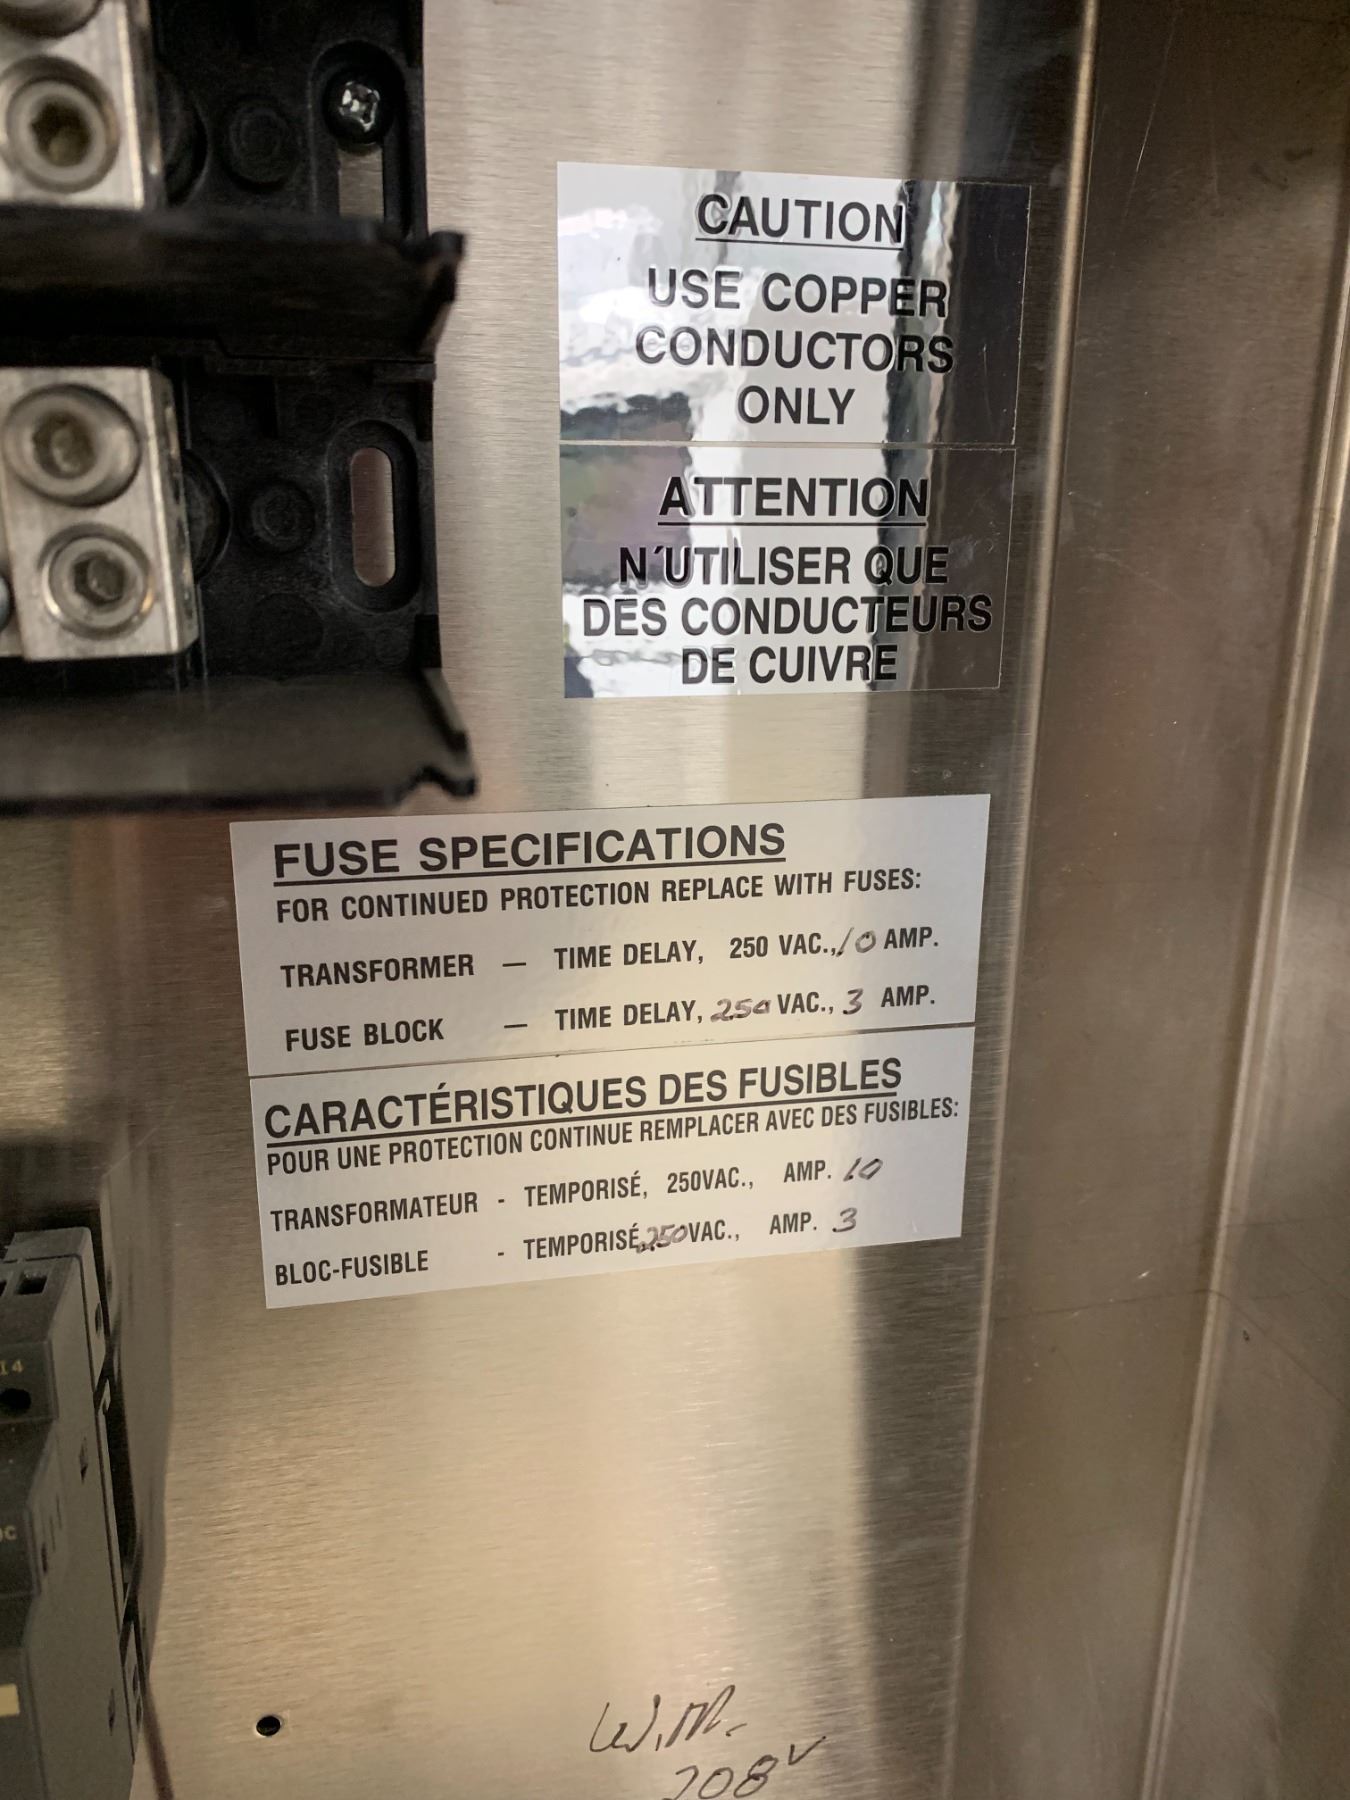 CAUTION
USE COPPER
CONDUCTORS
ONLY
ATTENTION
N'UTILISER QUE
DES CONDUCTEURS
DE CUIVRE
FUSE SPECIFICATIONS
FOR CONTINUED PROTECTION REPLACE WITH FUSES:
TRANSFORMER — TIME DELAY, 250 VAC., 10 AMP.
FUSE BLOCK — TIME DELAY, 250 VAC., 3 AMP.
CARACTÉRISTIQUES DES FUSIBLES
POUR UNE PROTECTION CONTINUE REMPLACER AVEC DES FUSIBLES:
TRANSFORMATEUR - TEMPORISÉ, 250VAC., AMP. 10
BLOC-FUSIBLE - TEMPORISÉ, 250VAC., AMP. 3
I4
W.M.
208V